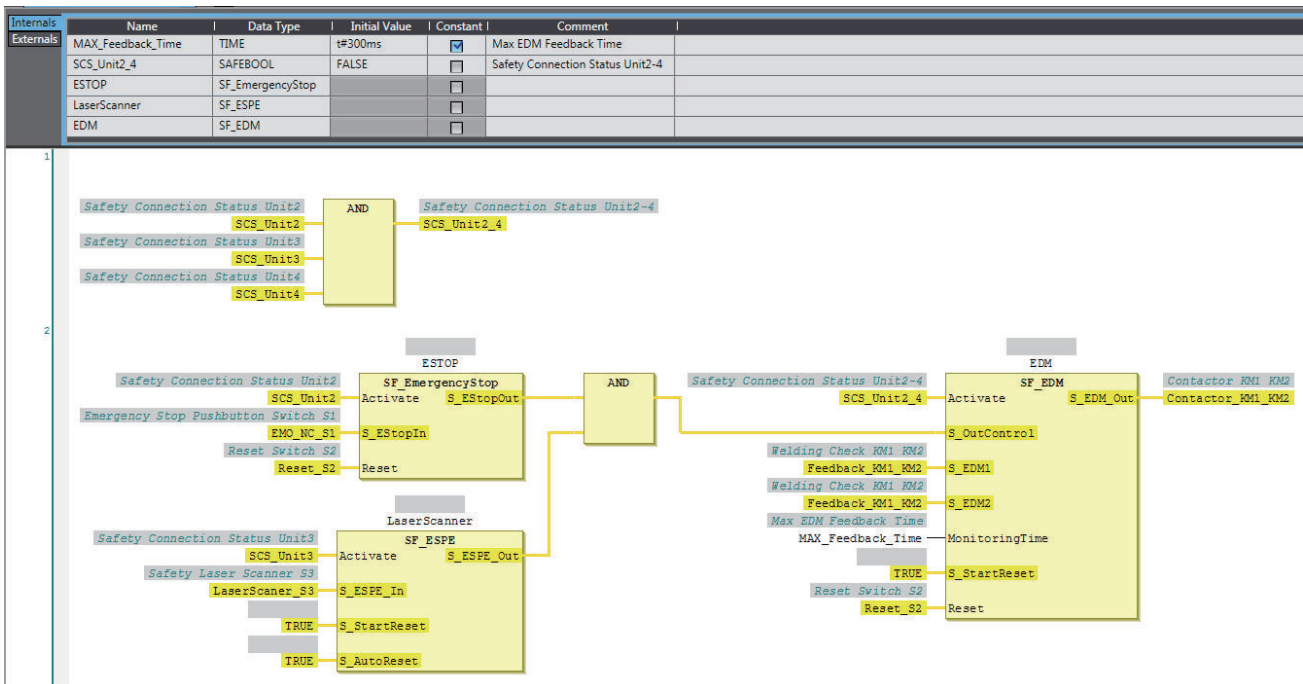 Internals
Externals
Name Data Type Initial Value Constant Comment
MAX_Feedback_Time TIME t#300ms Max EDM Feedback Time
SCS_Unit2_4 SAFEBOOL FALSE Safety Connection Status Unit2-4
ESTOP SF_EmergencyStop
LaserScanner SF_ESPE
EDM SF_EDM
1
Safety Connection Status Unit2 AND Safety Connection Status Unit2-4
SCS_Unit2 SCS_Unit2_4
Safety Connection Status Unit3
SCS_Unit3
Safety Connection Status Unit4
SCS_Unit4
2
ESTOP EDM
Safety Connection Status Unit2 SF_EmergencyStop AND Safety Connection Status Unit2-4 SF_EDM Contactor KM1 KM2
SCS_Unit2 Activate S_EStopOut SCS_Unit2_4 Activate S_EDM_Out Contactor_KM1_KM2
Emergency Stop Pushbutton Switch S1
EMO_NC_S1 S_EStopIn S_OutControl
Reset Switch S2 Welding Check KM1 KM2
Reset_S2 Reset Feedback_KM1_KM2 S_EDM1
Welding Check KM1 KM2
Feedback_KM1_KM2 S_EDM2
LaserScanner Max EDM Feedback Time
Safety Connection Status Unit3 SF_ESPE MAX_Feedback_Time MonitoringTime
SCS_Unit3 Activate S_ESPE_Out
Safety Laser Scanner S3 TRUE S_StartReset
LaserScaner_S3 S_ESPE_In Reset Switch S2
Reset_S2 Reset
TRUE S_StartReset
TRUE S_AutoReset